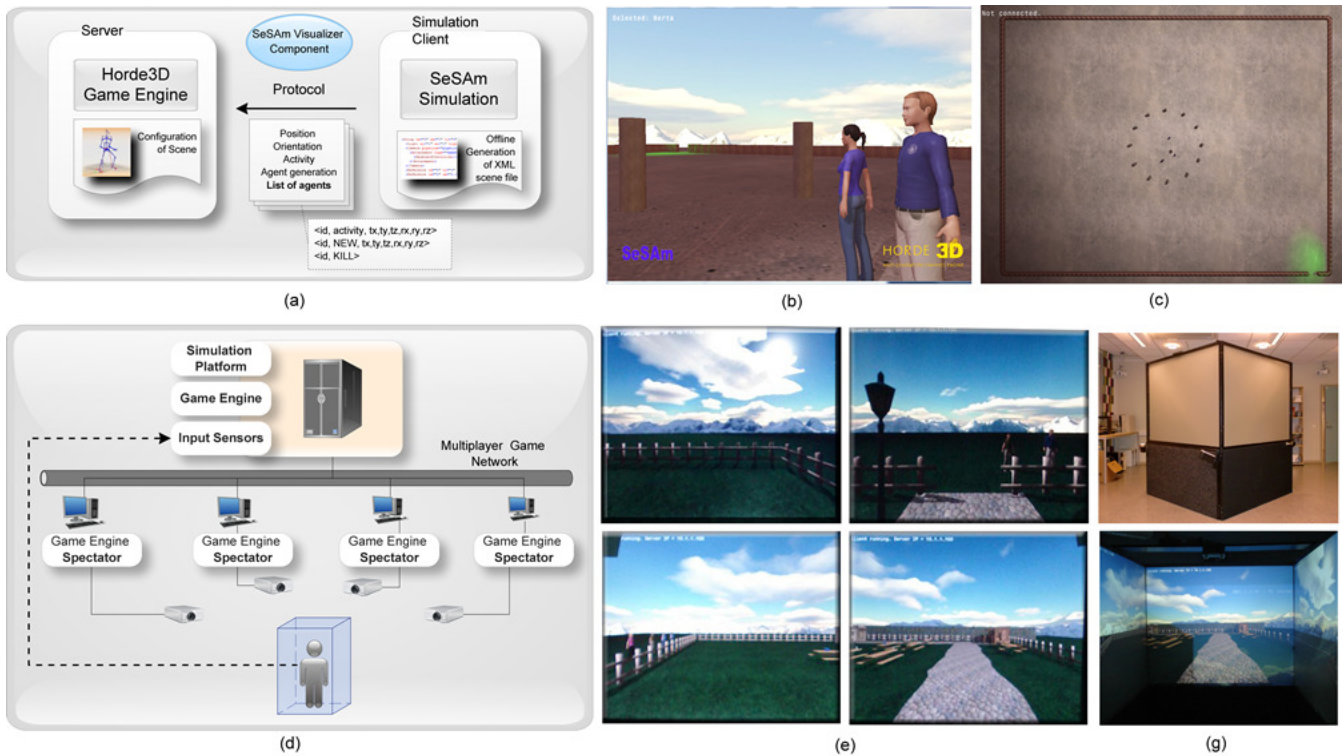 Server
SeSAm Visualizer
Component
Simulation
Client
Horde3D
Game Engine
Protocol
SeSAm
Simulation
Configuration
of Scene
Position
Orientation
Activity
Agent generation
List of agents
Offline
Generation
of XML
scene file
<id, activity, tx,ty,tz,rx,ry,rz>
<id, NEW, tx,ty,tz,rx,ry,rz>
<id, KILL>
(a)
Selected: Berta
SeSAm
HORDE 3D
(b)
Not connected.
(c)
Simulation
Platform
Game Engine
Input Sensors
Multiplayer Game
Network
Game Engine
Spectator
Game Engine
Spectator
Game Engine
Spectator
Game Engine
Spectator
(d)
(e)
(g)